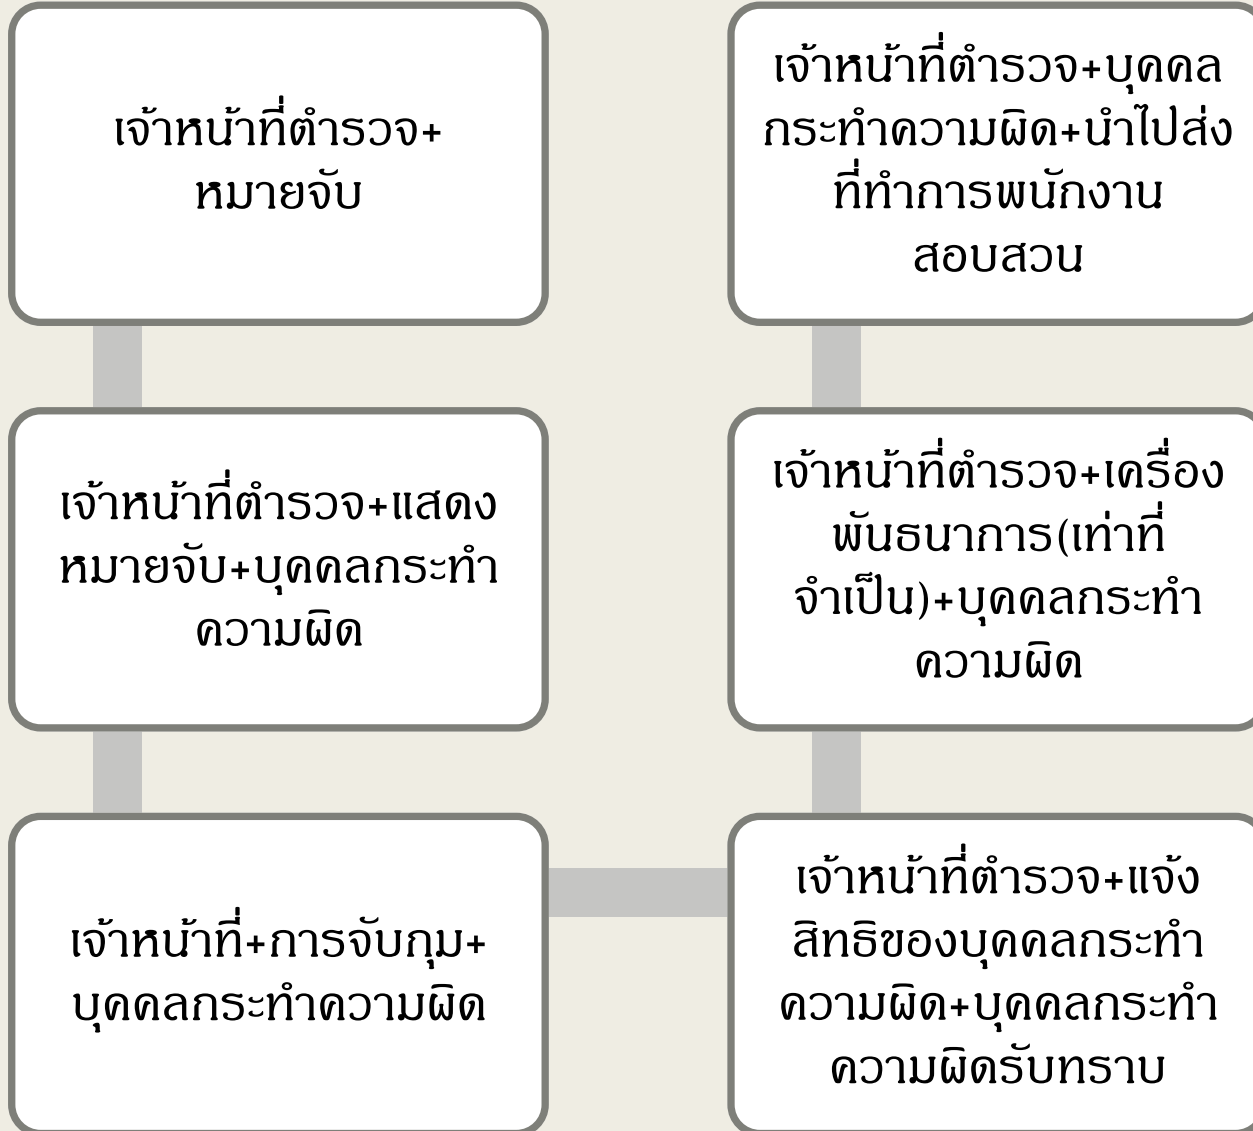 เจ้าหน้าที่ตำรวจ+
หมายจับ
เจ้าหน้าที่ตำรวจ+แสดง
หมายจับ+บุคคลกระทำ
ความผิด
เจ้าหน้าที่+การจับกุม+
บุคคลกระทำความผิด
เจ้าหน้าที่ตำรวจ+แจ้ง
สิทธิของบุคคลกระทำ
ความผิด+บุคคลกระทำ
ความผิดรับทราบ
เจ้าหน้าที่ตำรวจ+เครื่อง
พันธนาการ(เท่าที่
จำเป็น)+บุคคลกระทำ
ความผิด
เจ้าหน้าที่ตำรวจ+บุคคล
กระทำความผิด+นำไปส่ง
ที่ทำการพนักงาน
สอบสวน